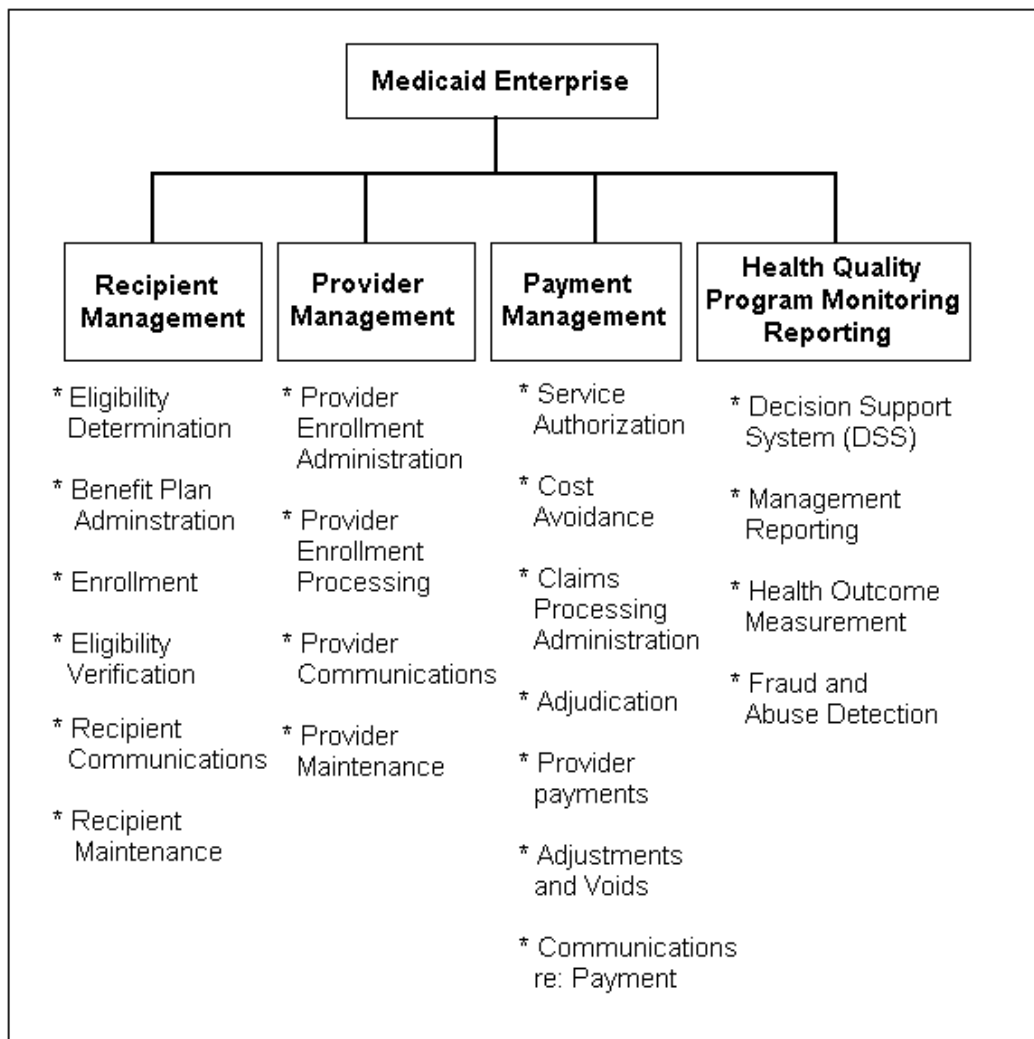 Medicaid Enterprise
Recipient
Management
Provider
Management
Payment
Management
Health Quality
Program Monitoring
Reporting
* Eligibility
Determination
* Benefit Plan
Adminstration
* Enrollment
* Eligibility
Verification
* Recipient
Communications
* Recipient
Maintenance
* Provider
Enrollment
Administration
* Provider
Enrollment
Processing
* Provider
Communications
* Provider
Maintenance
* Service
Authorization
* Cost
Avoidance
* Claims
Processing
Administration
* Adjudication
* Provider
payments
* Adjustments
and Voids
* Communications
re: Payment
* Decision Support
System (DSS)
* Management
Reporting
* Health Outcome
Measurement
* Fraud and
Abuse Detection